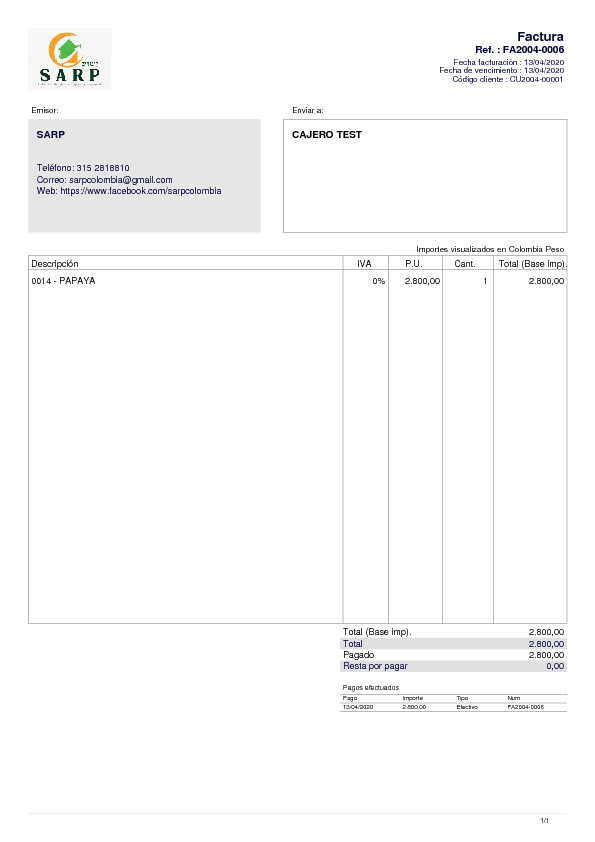 SARP
Factura
Ref. : FA2004-0006
Fecha facturación : 13/04/2020
Fecha de vencimiento : 13/04/2020
Código cliente : CU2004-00001
Emisor:
Enviar a:
SARP
Teléfono: 315 2818810
Correo: sarpcolombia@gmail.com
Web: https://www.facebook.com/sarpcolombia
CAJERO TEST
Importes visualizados en Colombia Peso
Descripción IVA P.U. Cant. Total (Base imp).
0014 - PAPAYA 0% 2.800,00 1 2.800,00
Total (Base imp). 2.800,00
Total 2.800,00
Pagado 2.800,00
Resta por pagar 0,00
Pagos efectuados
Pago Importe Tipo Núm
13/04/2020 2.800,00 Efectivo FA2004-0006
1/1